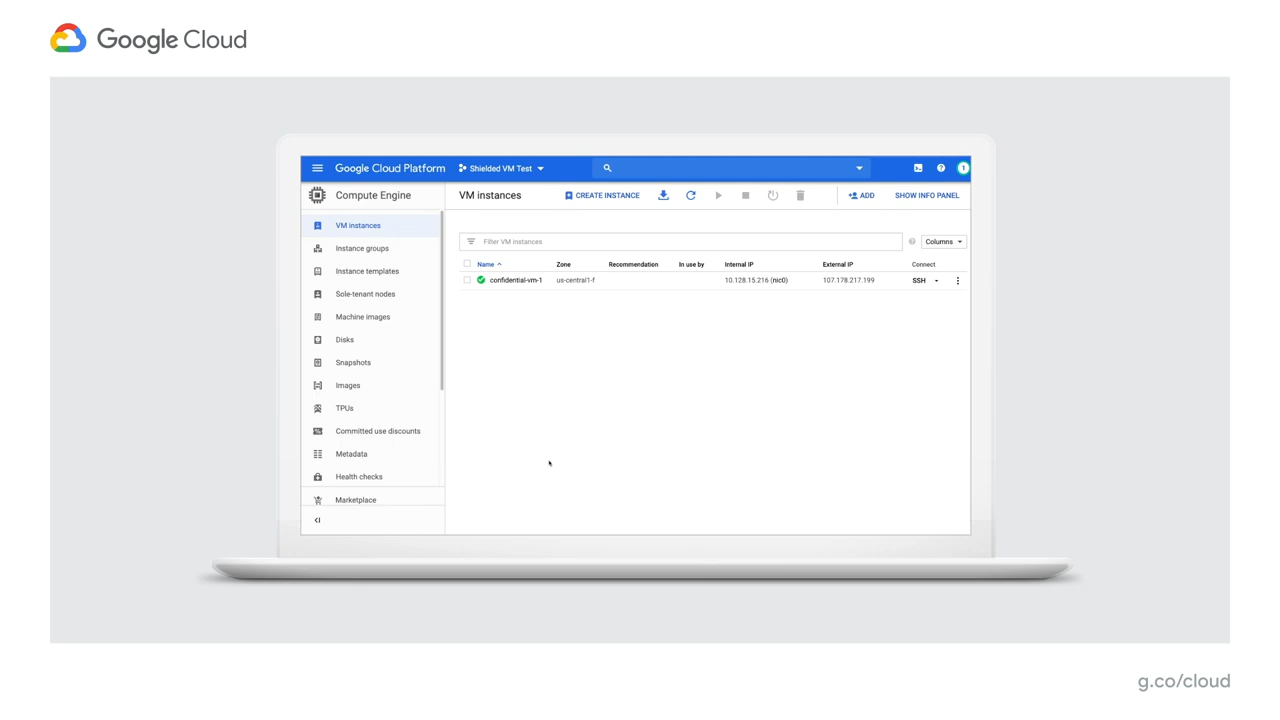 Google Cloud
Google Cloud Platform Shielded VM Test 1
Compute Engine VM instances CREATE INSTANCE ADD SHOW INFO PANEL
VM instances
Instance groups
Instance templates
Sole-tenant nodes
Machine images
Disks
Snapshots
Images
TPUs
Committed use discounts
Metadata
Health checks
Marketplace
Filter VM instances Columns
Name Zone Recommendation In use by Internal IP External IP Connect
confidential-vm-1 us-central1-f 10.128.15.216 (nic0) 107.178.217.199 SSH
g.co/cloud